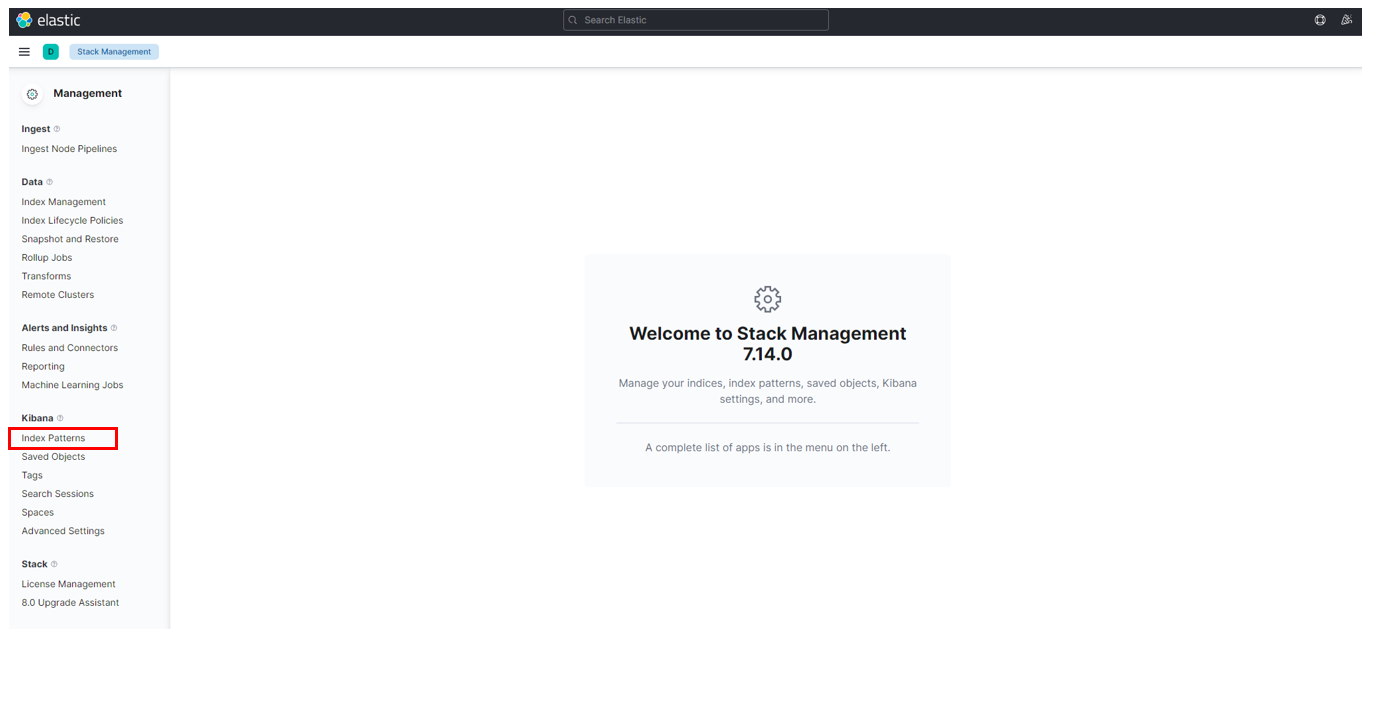 elastic
Search Elastic
D
Stack Management
Management
Ingest
Ingest Node Pipelines
Data
Index Management
Index Lifecycle Policies
Snapshot and Restore
Rollup Jobs
Transforms
Remote Clusters
Alerts and Insights
Rules and Connectors
Reporting
Machine Learning Jobs
Kibana
Index Patterns
Saved Objects
Tags
Search Sessions
Spaces
Advanced Settings
Stack
License Management
8.0 Upgrade Assistant
Welcome to Stack Management
7.14.0
Manage your indices, index patterns, saved objects, Kibana
settings, and more.
A complete list of apps is in the menu on the left.